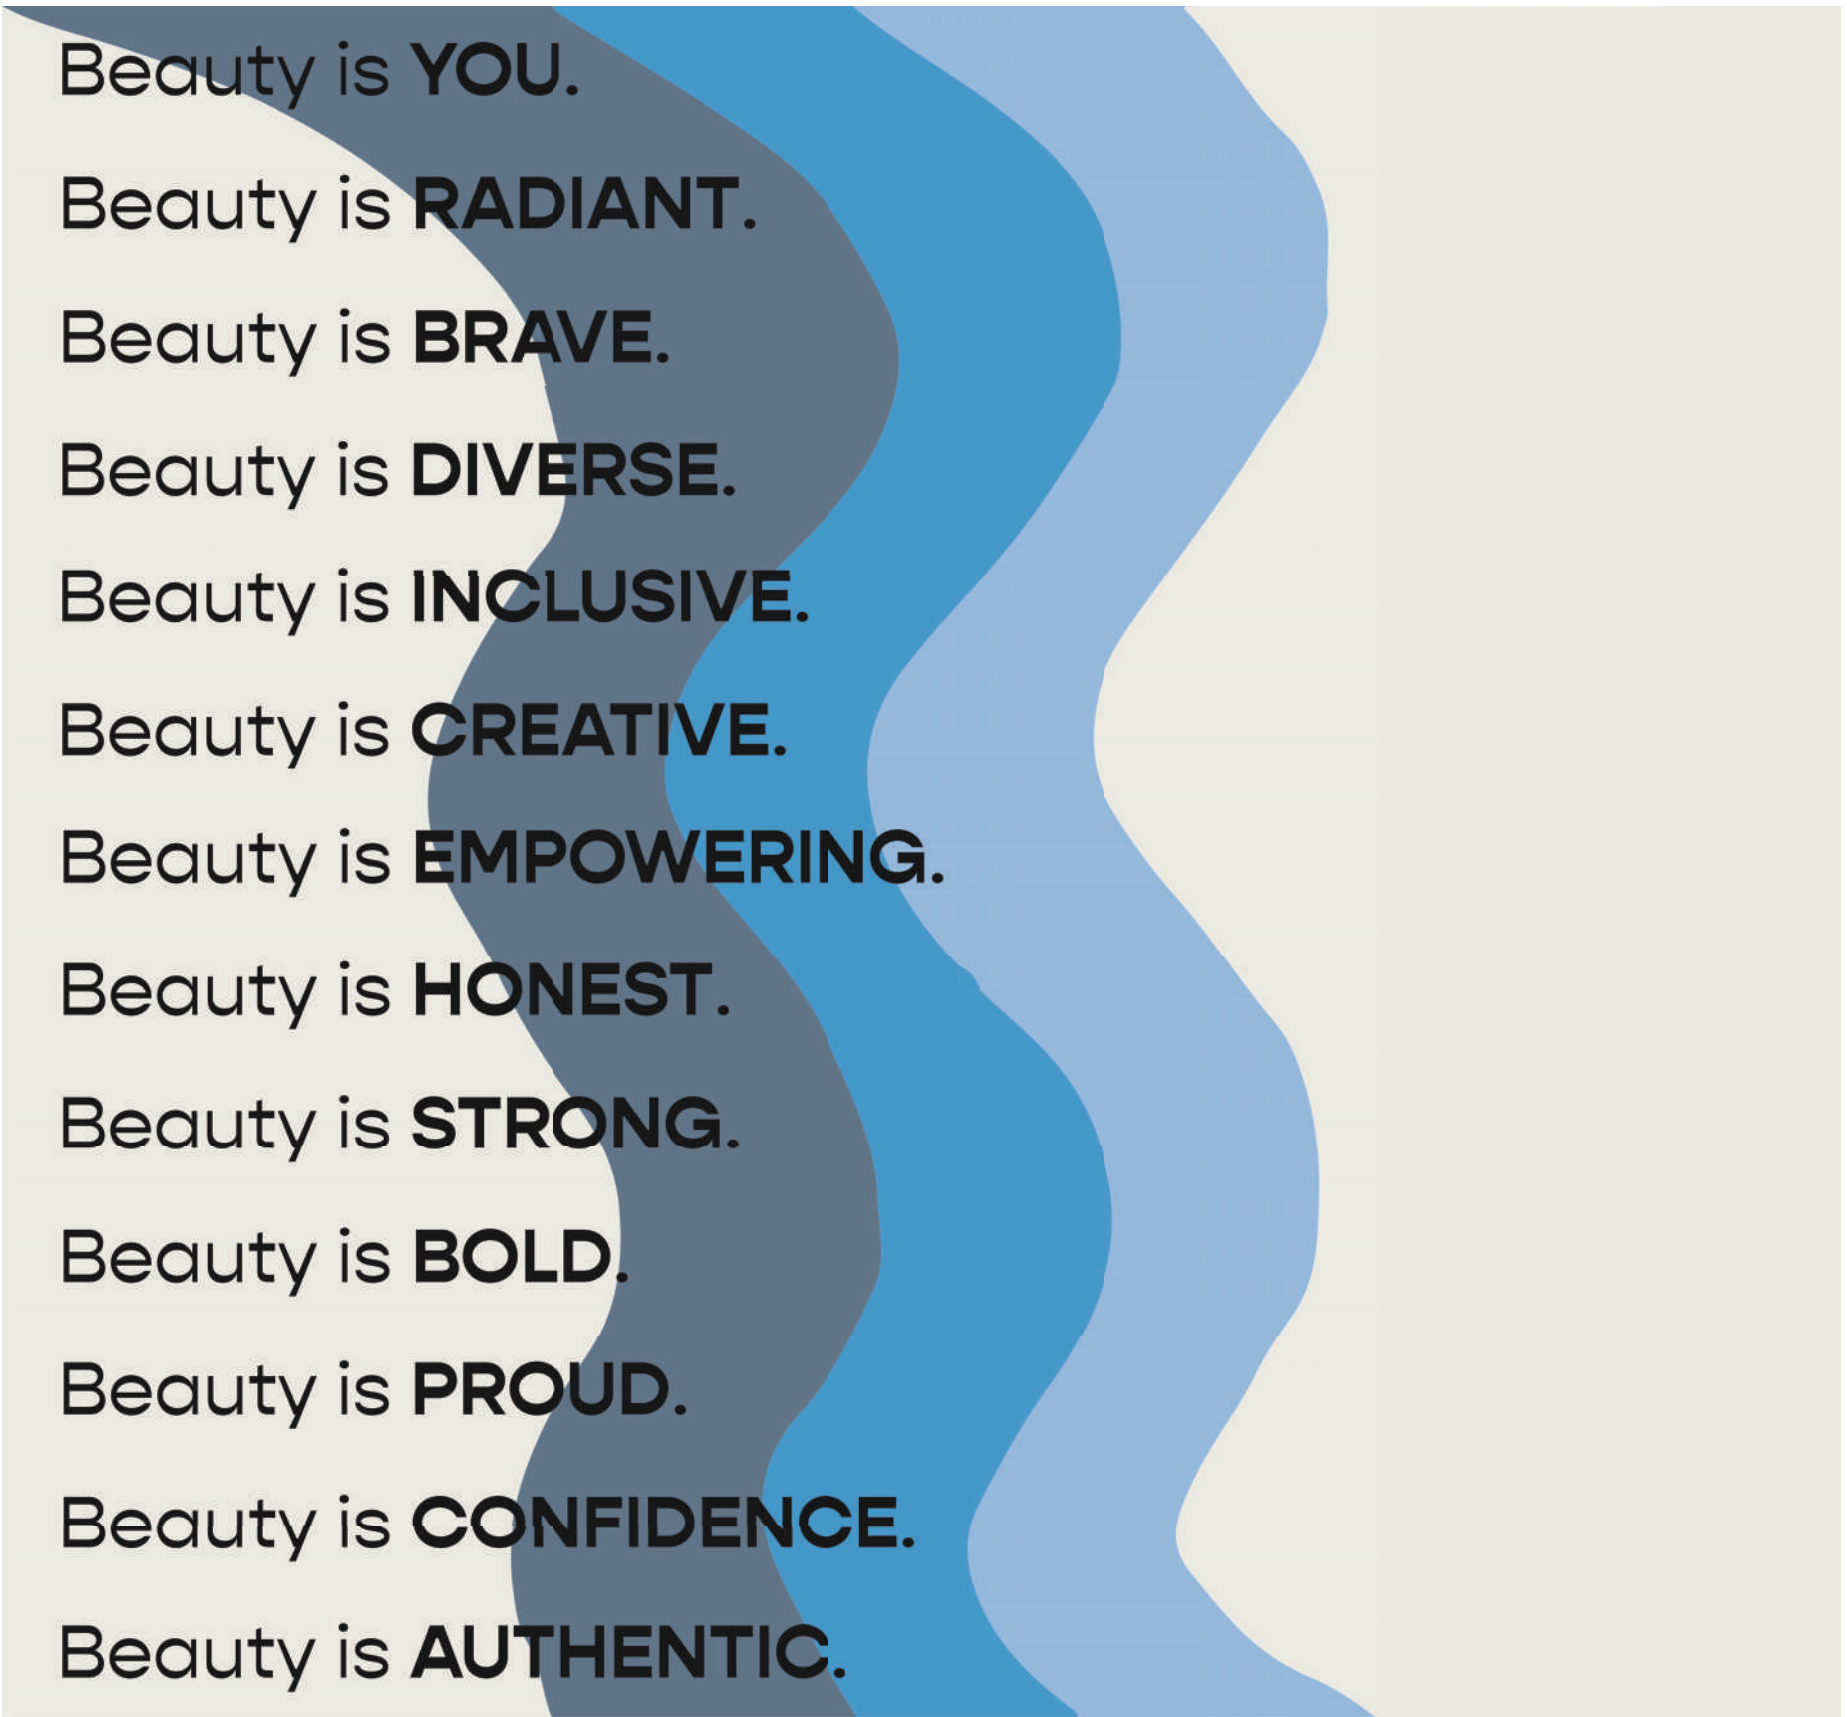 Beauty is YOU.
Beauty is RADIANT.
Beauty is BRAVE.
Beauty is DIVERSE.
Beauty is INCLUSIVE.
Beauty is CREATIVE.
Beauty is EMPOWERING.
Beauty is HONEST.
Beauty is STRONG.
Beauty is BOLD.
Beauty is PROUD.
Beauty is CONFIDENCE.
Beauty is AUTHENTIC.